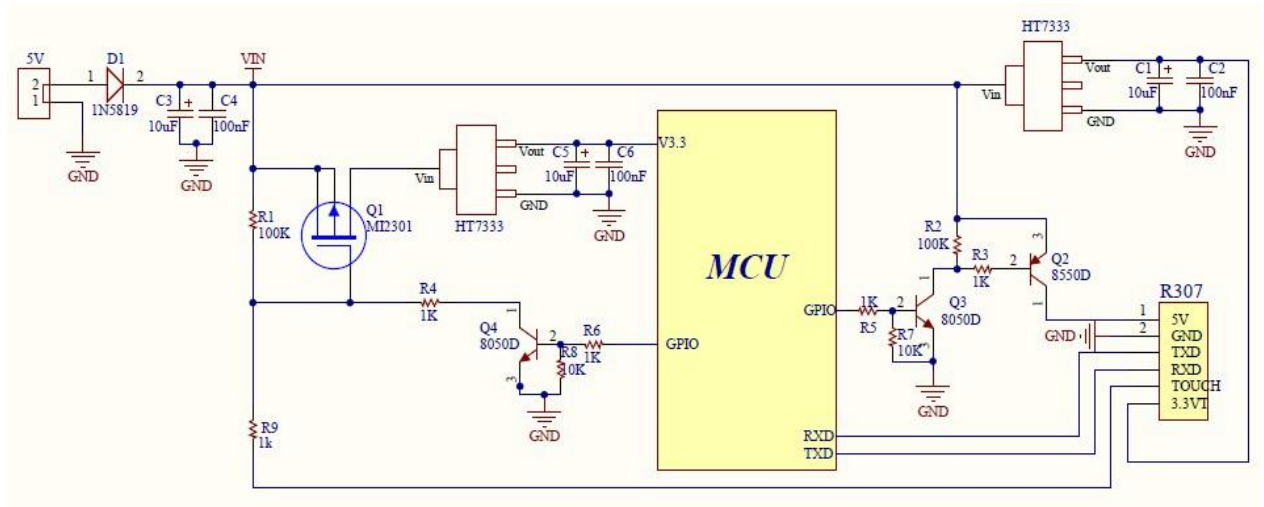 HT7333
5V
D1
VIN
2
1
1
2
1N5819
C3
+
C4
10uF
100nF
GND
GND
Vin
Vout
C1
+
C2
10uF
100nF
GND
GND
Vin
Vout
C5
+
C6
10uF
100nF
GND
GND
HT7333
V3.3
R1
100K
Q1
MI2301
MCU
R2
100K
R3
1K
2
3
1
Q2
8550D
R4
1K
1
Q4
8050D
2
3
R6
1K
R8
10K
GND
GPIO
GPIO
1K
R5
2
1
Q3
8050D
3
R7
10K
GND
R307
1
5V
GND
2
GND
TXD
RXD
TOUCH
3.3VT
R9
1k
RXD
TXD